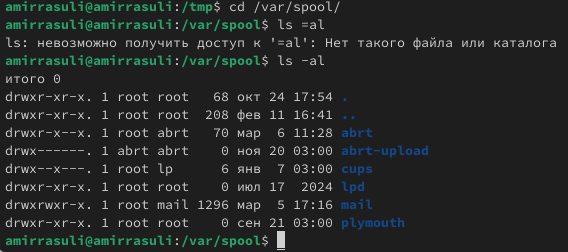 amirrasuli@amirrasuli:/tmp$ cd /var/spool/
amirrasuli@amirrasuli:/var/spool$ ls =al
ls: невозможно получить доступ к '=al': Нет такого файла или каталога
amirrasuli@amirrasuli:/var/spool$ ls -al
итого 0
drwxr-xr-x. 1 root root   68 окт 24 17:54 .
drwxr-xr-x. 1 root root  208 фев 11 16:41 ..
drwxr-x--x. 1 root abrt   70 мар  6 11:28 abrt
drwx------. 1 abrt abrt    0 ноя 20 03:00 abrt-upload
drwx--x---. 1 root lp      6 янв  7 03:00 cups
drwxr-xr-x. 1 root root    0 июл 17  2024 lpd
drwxrwxr-x. 1 root mail 1296 мар  5 17:16 mail
drwxr-xr-x. 1 root root    0 сен 21 03:00 plymouth
amirrasuli@amirrasuli:/var/spool$